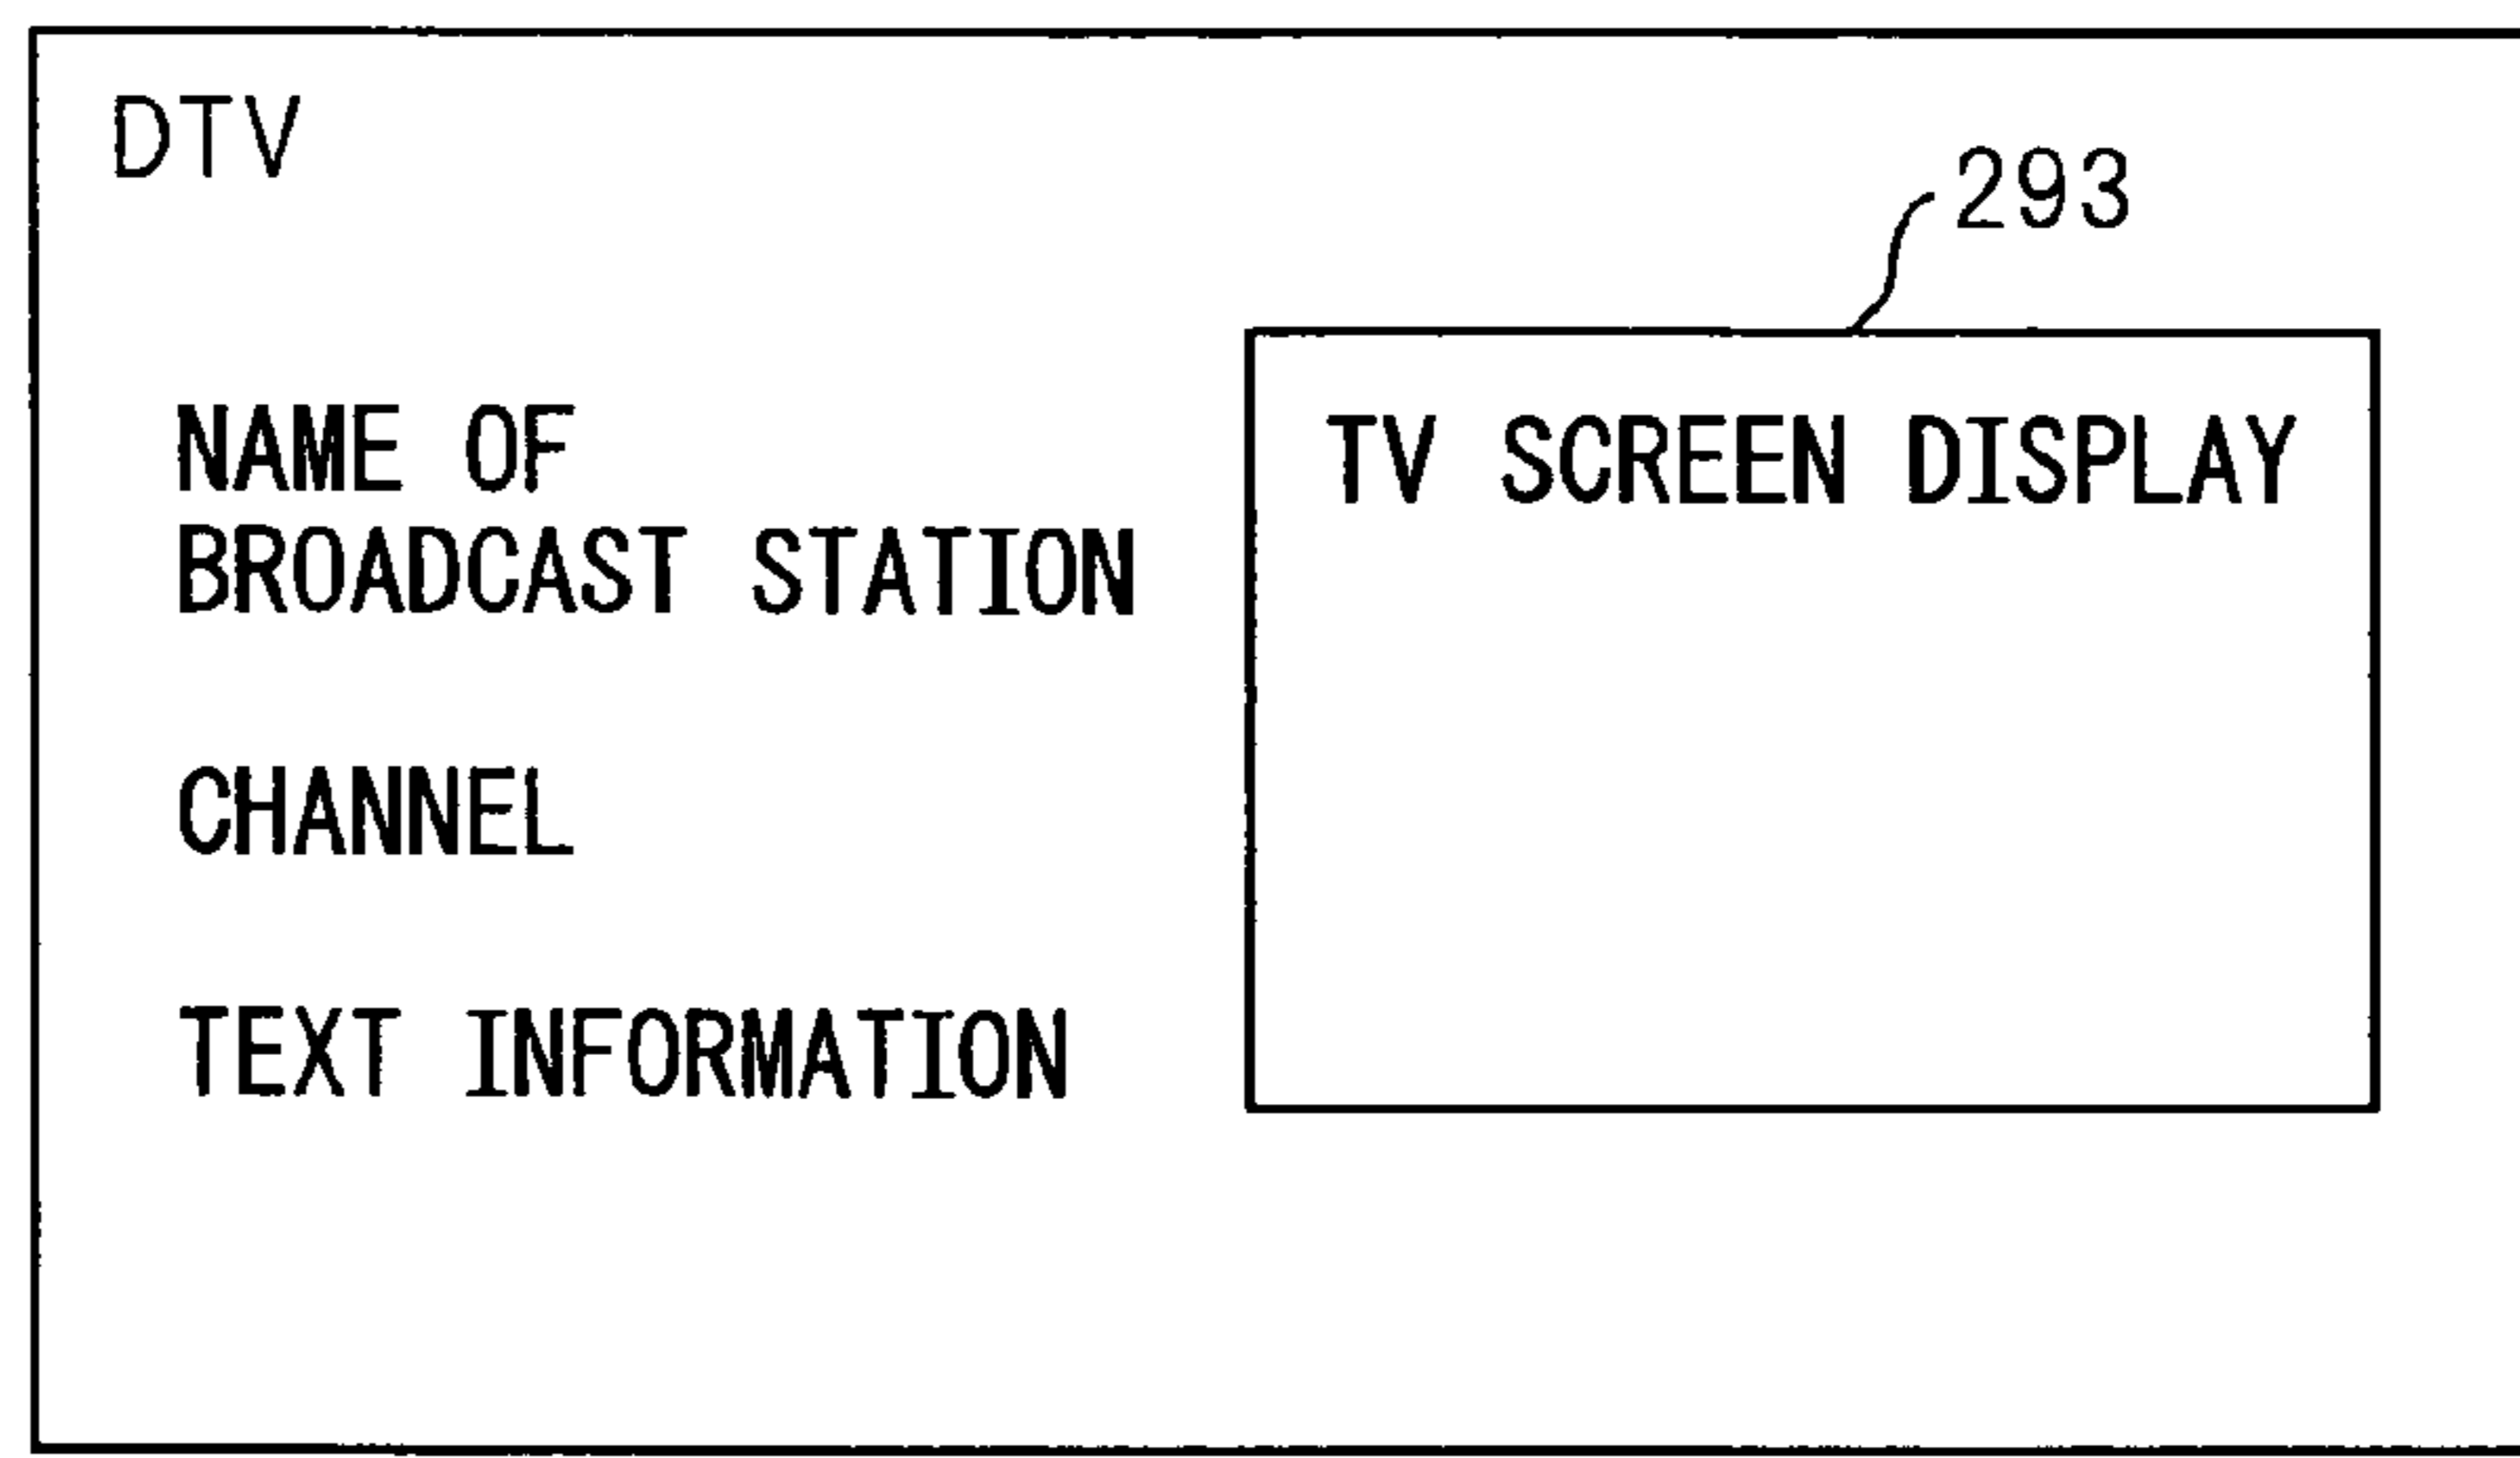 DTV
293
NAME OF
BROADCAST STATION
CHANNEL
TEXT INFORMATION
TV SCREEN DISPLAY